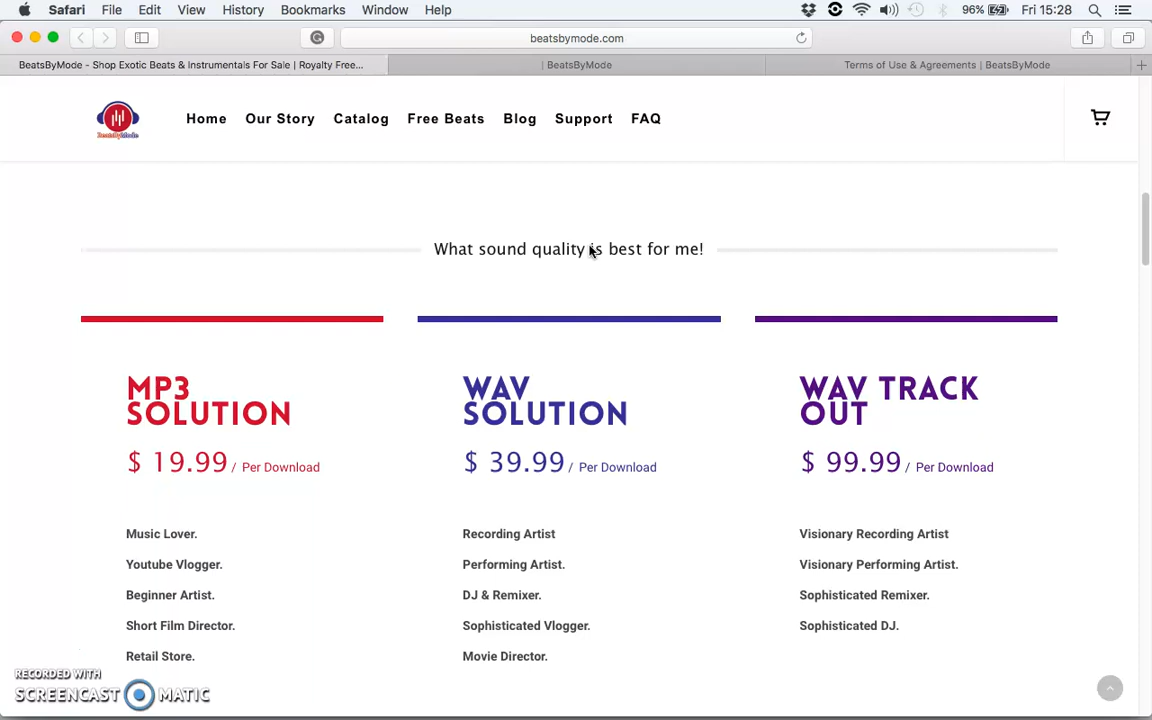 Safari File Edit View History Bookmarks Window Help 96% Fri 15:28
beatsbymode.com
BeatsByMode - Shop Exotic Beats & Instrumentals For Sale | Royalty Free... | BeatsByMode Terms of Use & Agreements | BeatsByMode
BeatsByMode
Home Our Story Catalog Free Beats Blog Support FAQ
What sound quality is best for me!
MP3
SOLUTION
$ 19.99 / Per Download
Music Lover.
Youtube Vlogger.
Beginner Artist.
Short Film Director.
Retail Store.
WAV
SOLUTION
$ 39.99 / Per Download
Recording Artist
Performing Artist.
DJ & Remixer.
Sophisticated Vlogger.
Movie Director.
WAV TRACK
OUT
$ 99.99 / Per Download
Visionary Recording Artist
Visionary Performing Artist.
Sophisticated Remixer.
Sophisticated DJ.
RECORDED WITH
SCREENCAST MATIC